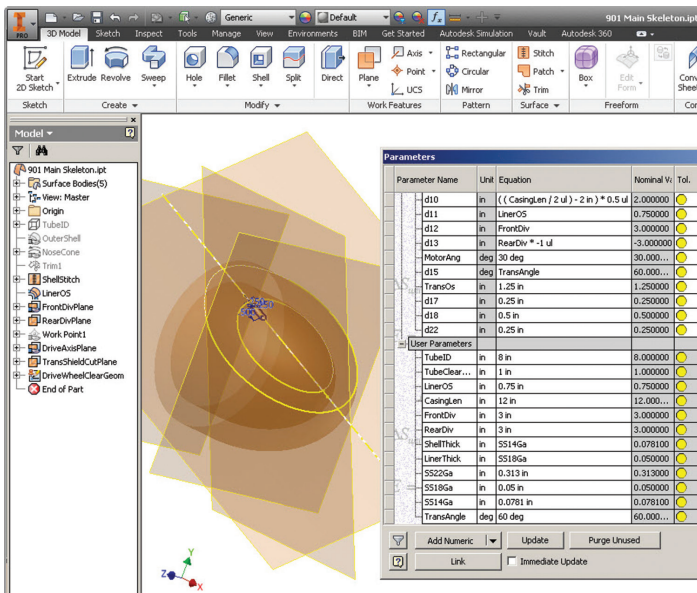 Generic
Default
901 Main Skeleton.ipt
PRO
3D Model Sketch Inspect Tools Manage View Environments BIM Get Started Autodesk Simulation Vault Autodesk 360
Start 2D Sketch Extrude Revolve Sweep Hole Fillet Shell Split Direct Plane Axis Point UCS Rectangular Circular Mirror Stitch Patch Trim Box Edit Form
Sketch Create Modify Work Features Pattern Surface Freeform
Model
901 Main Skeleton.ipt
Surface Bodies(5)
View: Master
Origin
TubeID
OuterShell
NoseCone
Trim1
ShellStitch
LinerOS
FrontDivPlane
RearDivPlane
Work Point1
DriveAxisPlane
TransShieldCutPlane
DriveWheelClearGeom
End of Part
Y
Z
X
Parameters
Parameter Name Unit Equation Nominal Va Tol.
d10 in ( ( CasingLen / 2 ul ) - 2 in ) * 0.5 ul 2.000000
d11 in LinerOS 0.750000
d12 in FrontDiv 3.000000
d13 in RearDiv * -1 ul -3.000000
MotorAng deg 30 deg 30.000...
d15 deg TransAngle 60.000...
TransOs in 1.25 in 1.250000
d17 in 0.25 in 0.250000
d18 in 0.5 in 0.500000
d22 in 0.25 in 0.250000
User Parameters
TubeID in 8 in 8.000000
TubeClear... in 1 in 1.000000
LinerOS in 0.75 in 0.750000
CasingLen in 12 in 12.000...
FrontDiv in 3 in 3.000000
RearDiv in 3 in 3.000000
ShellThick in SS14Ga 0.078100
LinerThick in SS18Ga 0.050000
SS22Ga in 0.313 in 0.313000
SS18Ga in 0.05 in 0.050000
SS14Ga in 0.0781 in 0.078100
TransAngle deg 60 deg 60.000...
Add Numeric Update Purge Unused
Link Immediate Update